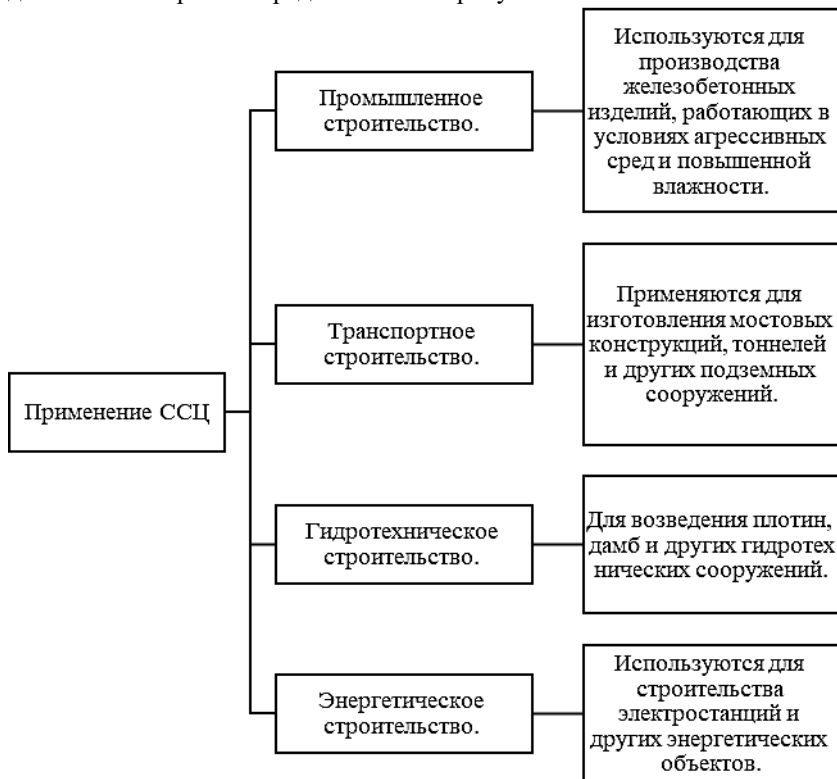 Промышленное
строительство.
Используются для
производства
железобетонных
изделий, работающих в
условиях агрессивных
сред и повышенной
влажности.
Транспортное
строительство.
Применяются для
изготовления мостовых
конструкций, тоннелей
и других подземных
сооружений.
Применение ССЦ
Гидротехническое
строительство.
Для возведения плотин,
дамб и других гидротех
нических сооружений.
Энергетическое
строительство.
Используются для
строительства
электростанций и
других энергетических
объектов.